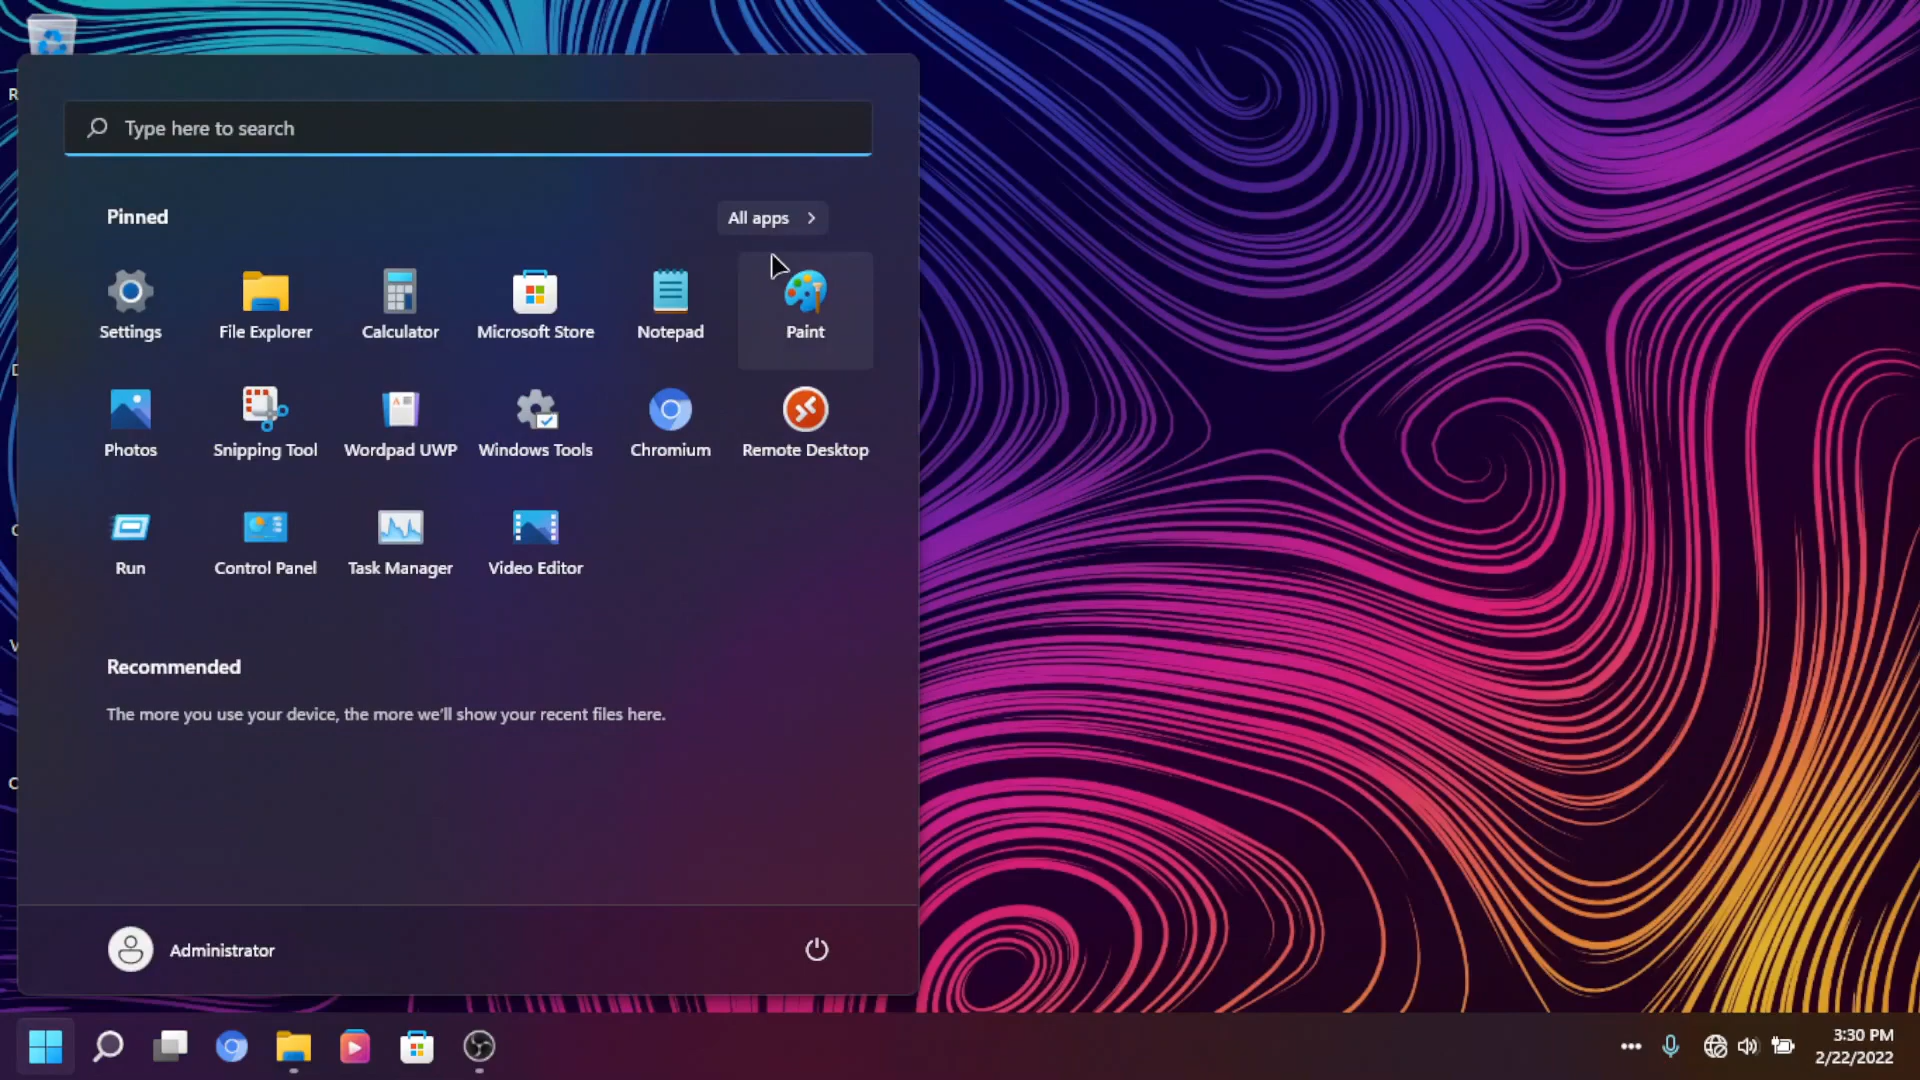 Type here to search
Pinned
All apps
Settings
File Explorer
Calculator
Microsoft Store
Notepad
Paint
Photos
Snipping Tool
Wordpad UWP
Windows Tools
Chromium
Remote Desktop
Run
Control Panel
Task Manager
Video Editor
Recommended
The more you use your device, the more we'll show your recent files here.
Administrator
3:30 PM
2/22/2022